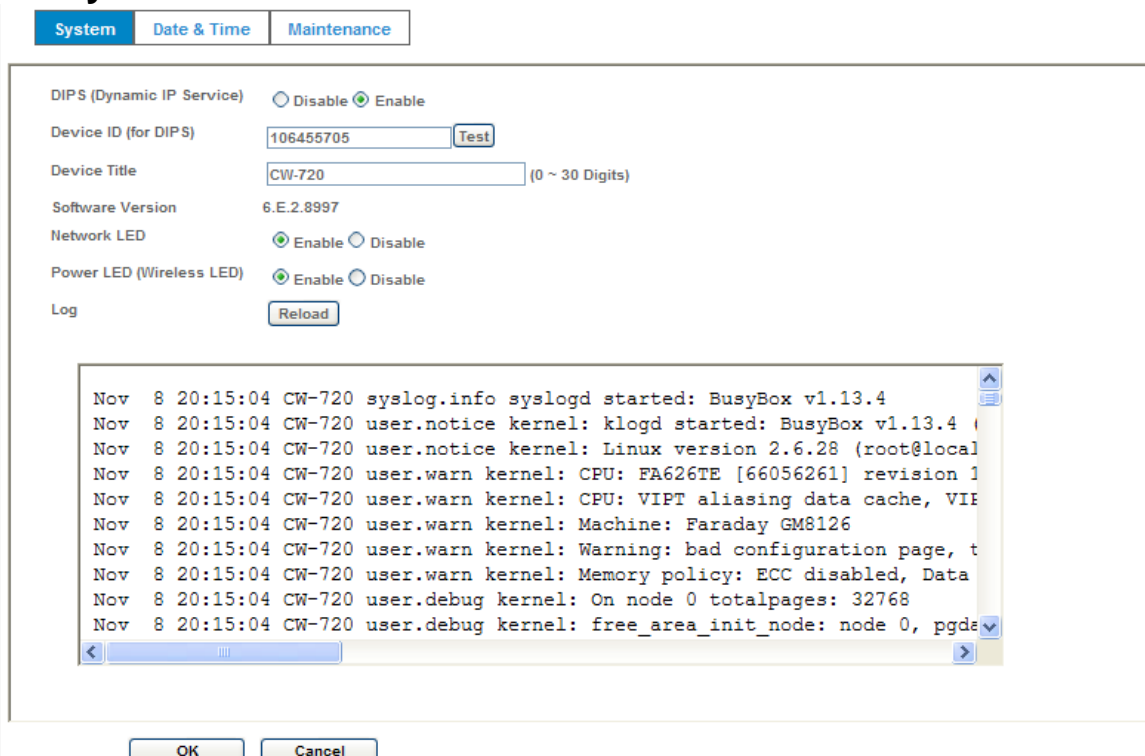 System Date & Time Maintenance
DIPS (Dynamic IP Service) Disable Enable
Device ID (for DIPS) 106455705 Test
Device Title CW-720 (0 ~ 30 Digits)
Software Version 6.E.2.8997
Network LED Enable Disable
Power LED (Wireless LED) Enable Disable
Log Reload
Nov 8 20:15:04 CW-720 syslog.info syslogd started: BusyBox v1.13.4
Nov 8 20:15:04 CW-720 user.notice kernel: klogd started: BusyBox v1.13.4 (
Nov 8 20:15:04 CW-720 user.notice kernel: Linux version 2.6.28 (root@local
Nov 8 20:15:04 CW-720 user.warn kernel: CPU: FA626TE [66056261] revision 1
Nov 8 20:15:04 CW-720 user.warn kernel: CPU: VIPT aliasing data cache, VIP
Nov 8 20:15:04 CW-720 user.warn kernel: Machine: Faraday GM8126
Nov 8 20:15:04 CW-720 user.warn kernel: Warning: bad configuration page, t
Nov 8 20:15:04 CW-720 user.warn kernel: Memory policy: ECC disabled, Data
Nov 8 20:15:04 CW-720 user.debug kernel: On node 0 totalpages: 32768
Nov 8 20:15:04 CW-720 user.debug kernel: free_area_init_node: node 0, pgda
OK Cancel